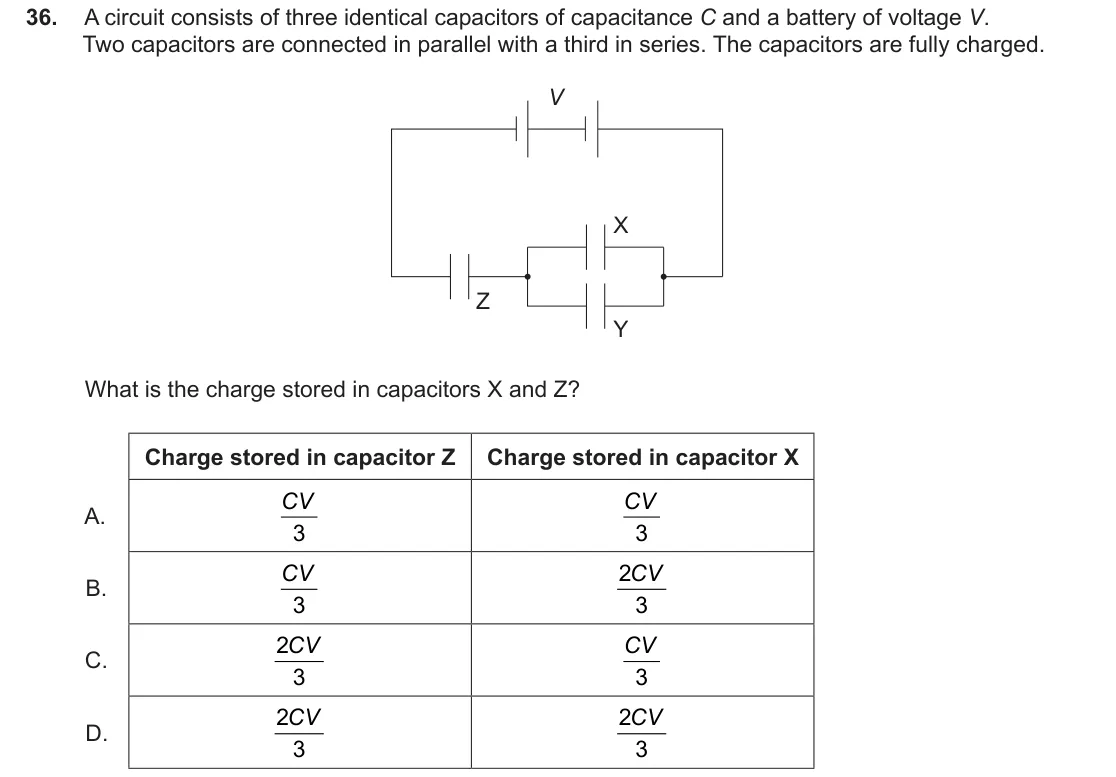 36. A circuit consists of three identical capacitors of capacitance C and a battery of voltage V.
Two capacitors are connected in parallel with a third in series. The capacitors are fully charged.
V
X
Z
Y
What is the charge stored in capacitors X and Z?
Charge stored in capacitor Z Charge stored in capacitor X
A. CV/3 CV/3
B. CV/3 2CV/3
C. 2CV/3 CV/3
D. 2CV/3 2CV/3